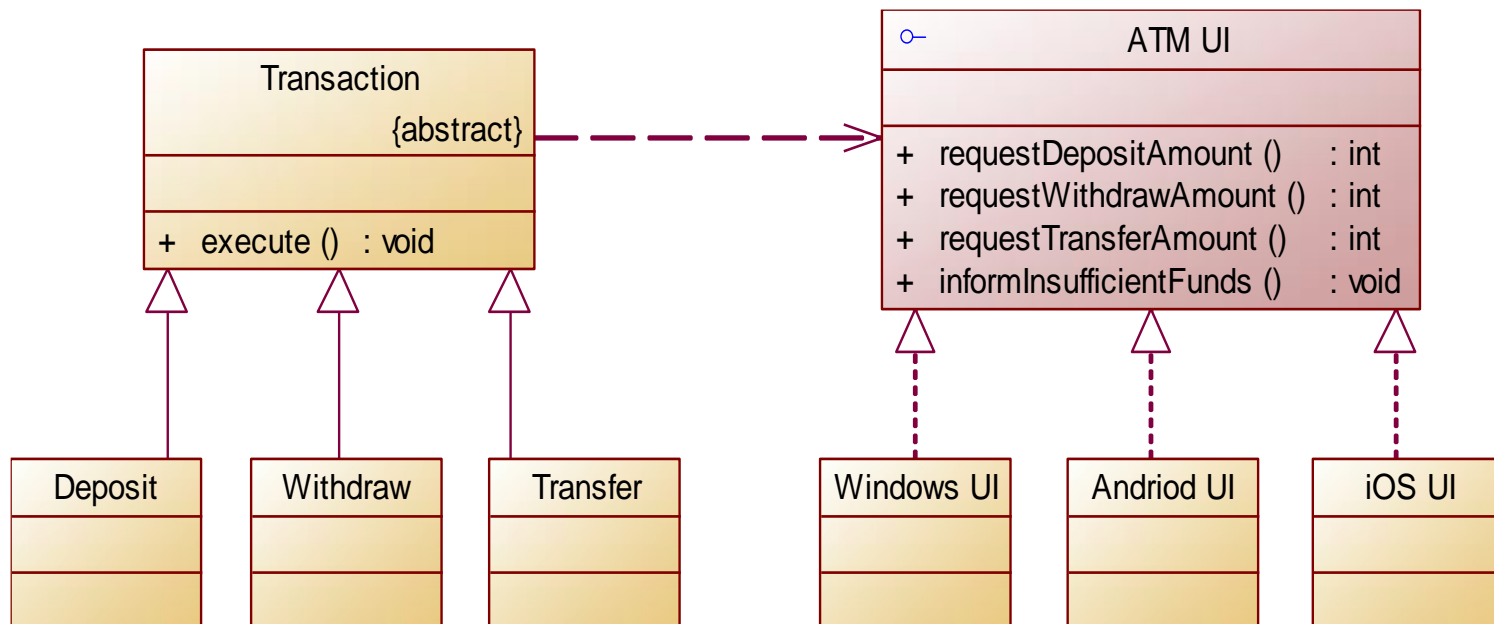 Transaction
{abstract}
+ execute () : void
ATM UI
+ requestDepositAmount () : int
+ requestWithdrawAmount () : int
+ requestTransferAmount () : int
+ informInsufficientFunds () : void
Deposit
Withdraw
Transfer
Windows UI
Andriod UI
iOS UI